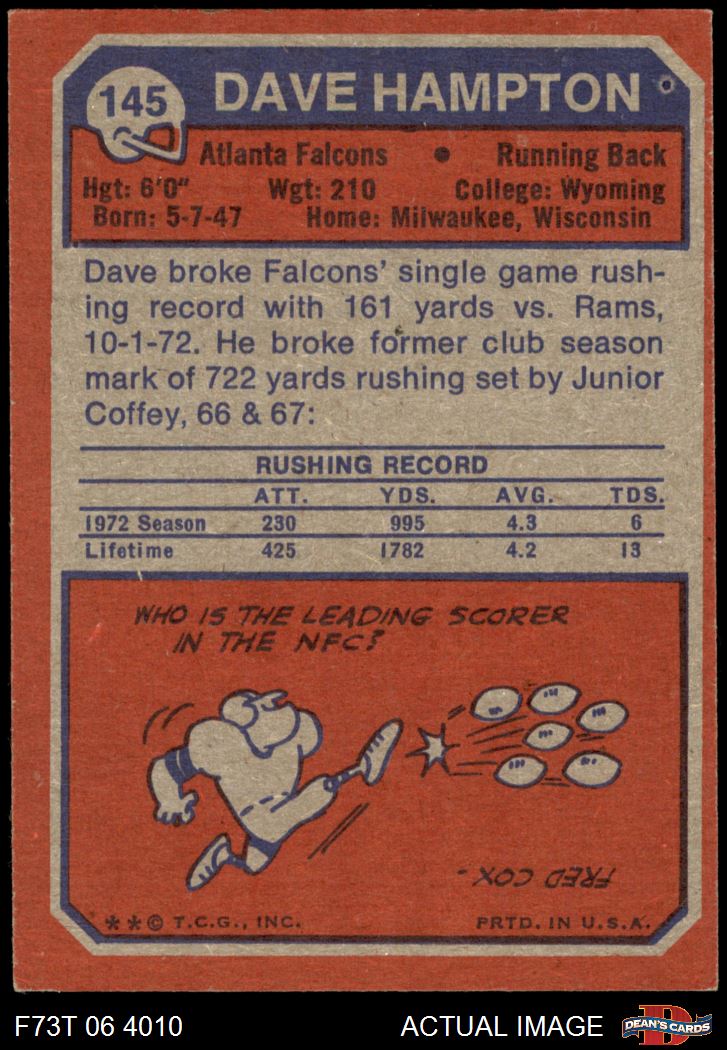 145
DAVE HAMPTON
Atlanta Falcons • Running Back
Hgt: 6'0" Wgt: 210 College: Wyoming
Born: 5-7-47 Home: Milwaukee, Wisconsin
Dave broke Falcons' single game rush-
ing record with 161 yards vs. Rams,
10-1-72. He broke former club season
mark of 722 yards rushing set by Junior
Coffey, 66 & 67:
RUSHING RECORD
ATT. YDS. AVG. TDS.
1972 Season 230 995 4.3 6
Lifetime 425 1782 4.2 13
WHO IS THE LEADING SCORER
IN THE NFC?
FRED COX.
**© T.C.G., INC. PRTD. IN U.S.A.
F73T 06 4010 ACTUAL IMAGE
D
DEAN'S CARDS